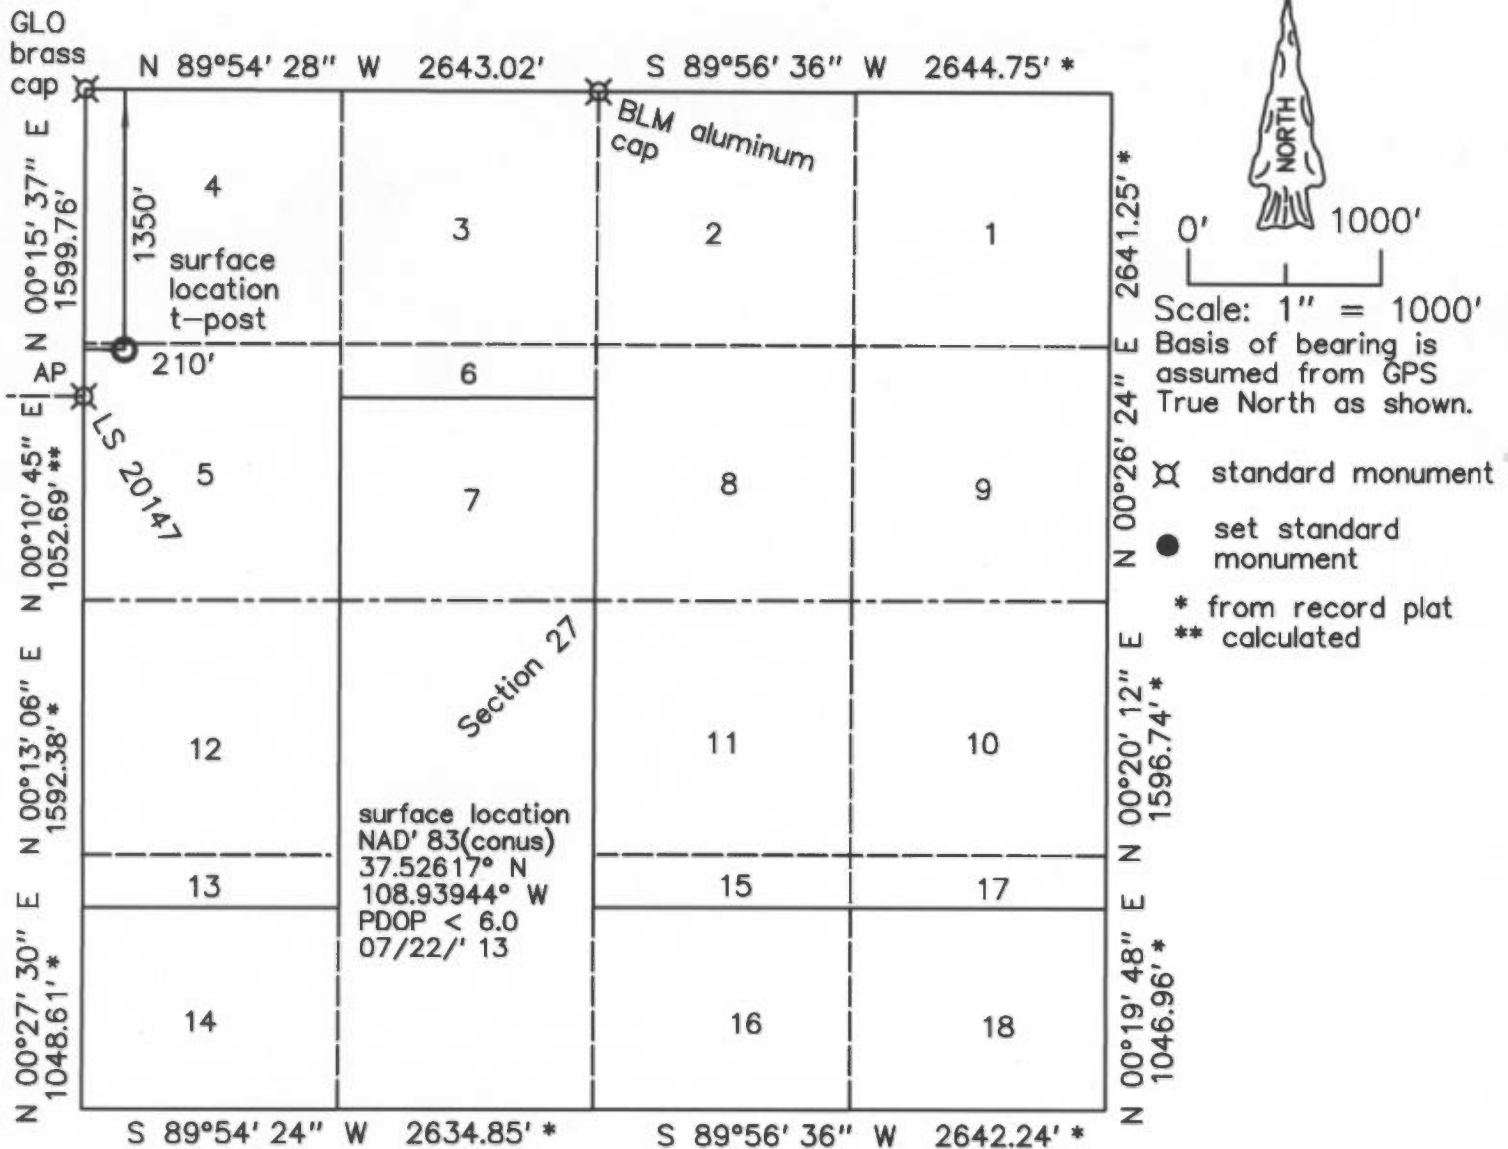 GLO
brass
cap
N 89°54' 28" W 2643.02'
S 89°56' 36" W 2644.75' *
BLM aluminum
cap
N 00°15' 37" E
1599.76'
1350'
4
3
2
1
surface
location
t-post
210'
AP
6
LS 20147
5
7
8
9
N 00°10' 45" E
1052.69' **
N 00°26' 24" E
2641.25' *
NORTH
0' 1000'
Scale: 1" = 1000'
Basis of bearing is
assumed from GPS
True North as shown.
standard monument
set standard
monument
* from record plat
** calculated
Section 27
N 00°13' 06" E
1592.38' *
12
11
10
N 00°20' 12" E
1596.74' *
surface location
NAD' 83(conus)
37.52617° N
108.93944° W
PDOP < 6.0
07/22/' 13
13
15
17
N 00°27' 30" E
1048.61' *
14
16
18
N 00°19' 48" E
1046.96' *
S 89°54' 24" W 2634.85' *
S 89°56' 36" W 2642.24' *